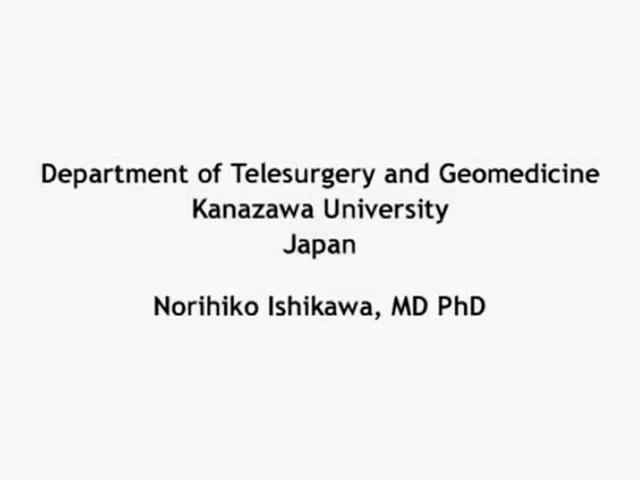 Department of Telesurgery and Geomedicine
Kanazawa University
Japan
Norihiko Ishikawa, MD PhD